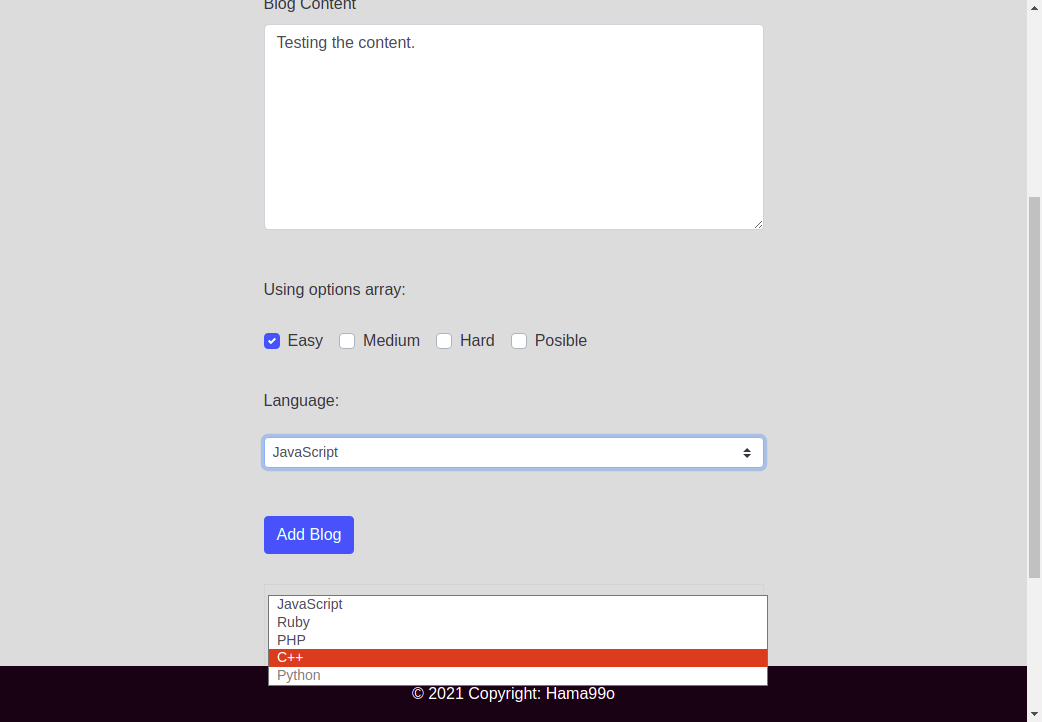 Blog Content
Testing the content.
Using options array:
Easy Medium Hard Posible
Language:
JavaScript
Add Blog
JavaScript
Ruby
PHP
C++
Python
© 2021 Copyright: Hama99o